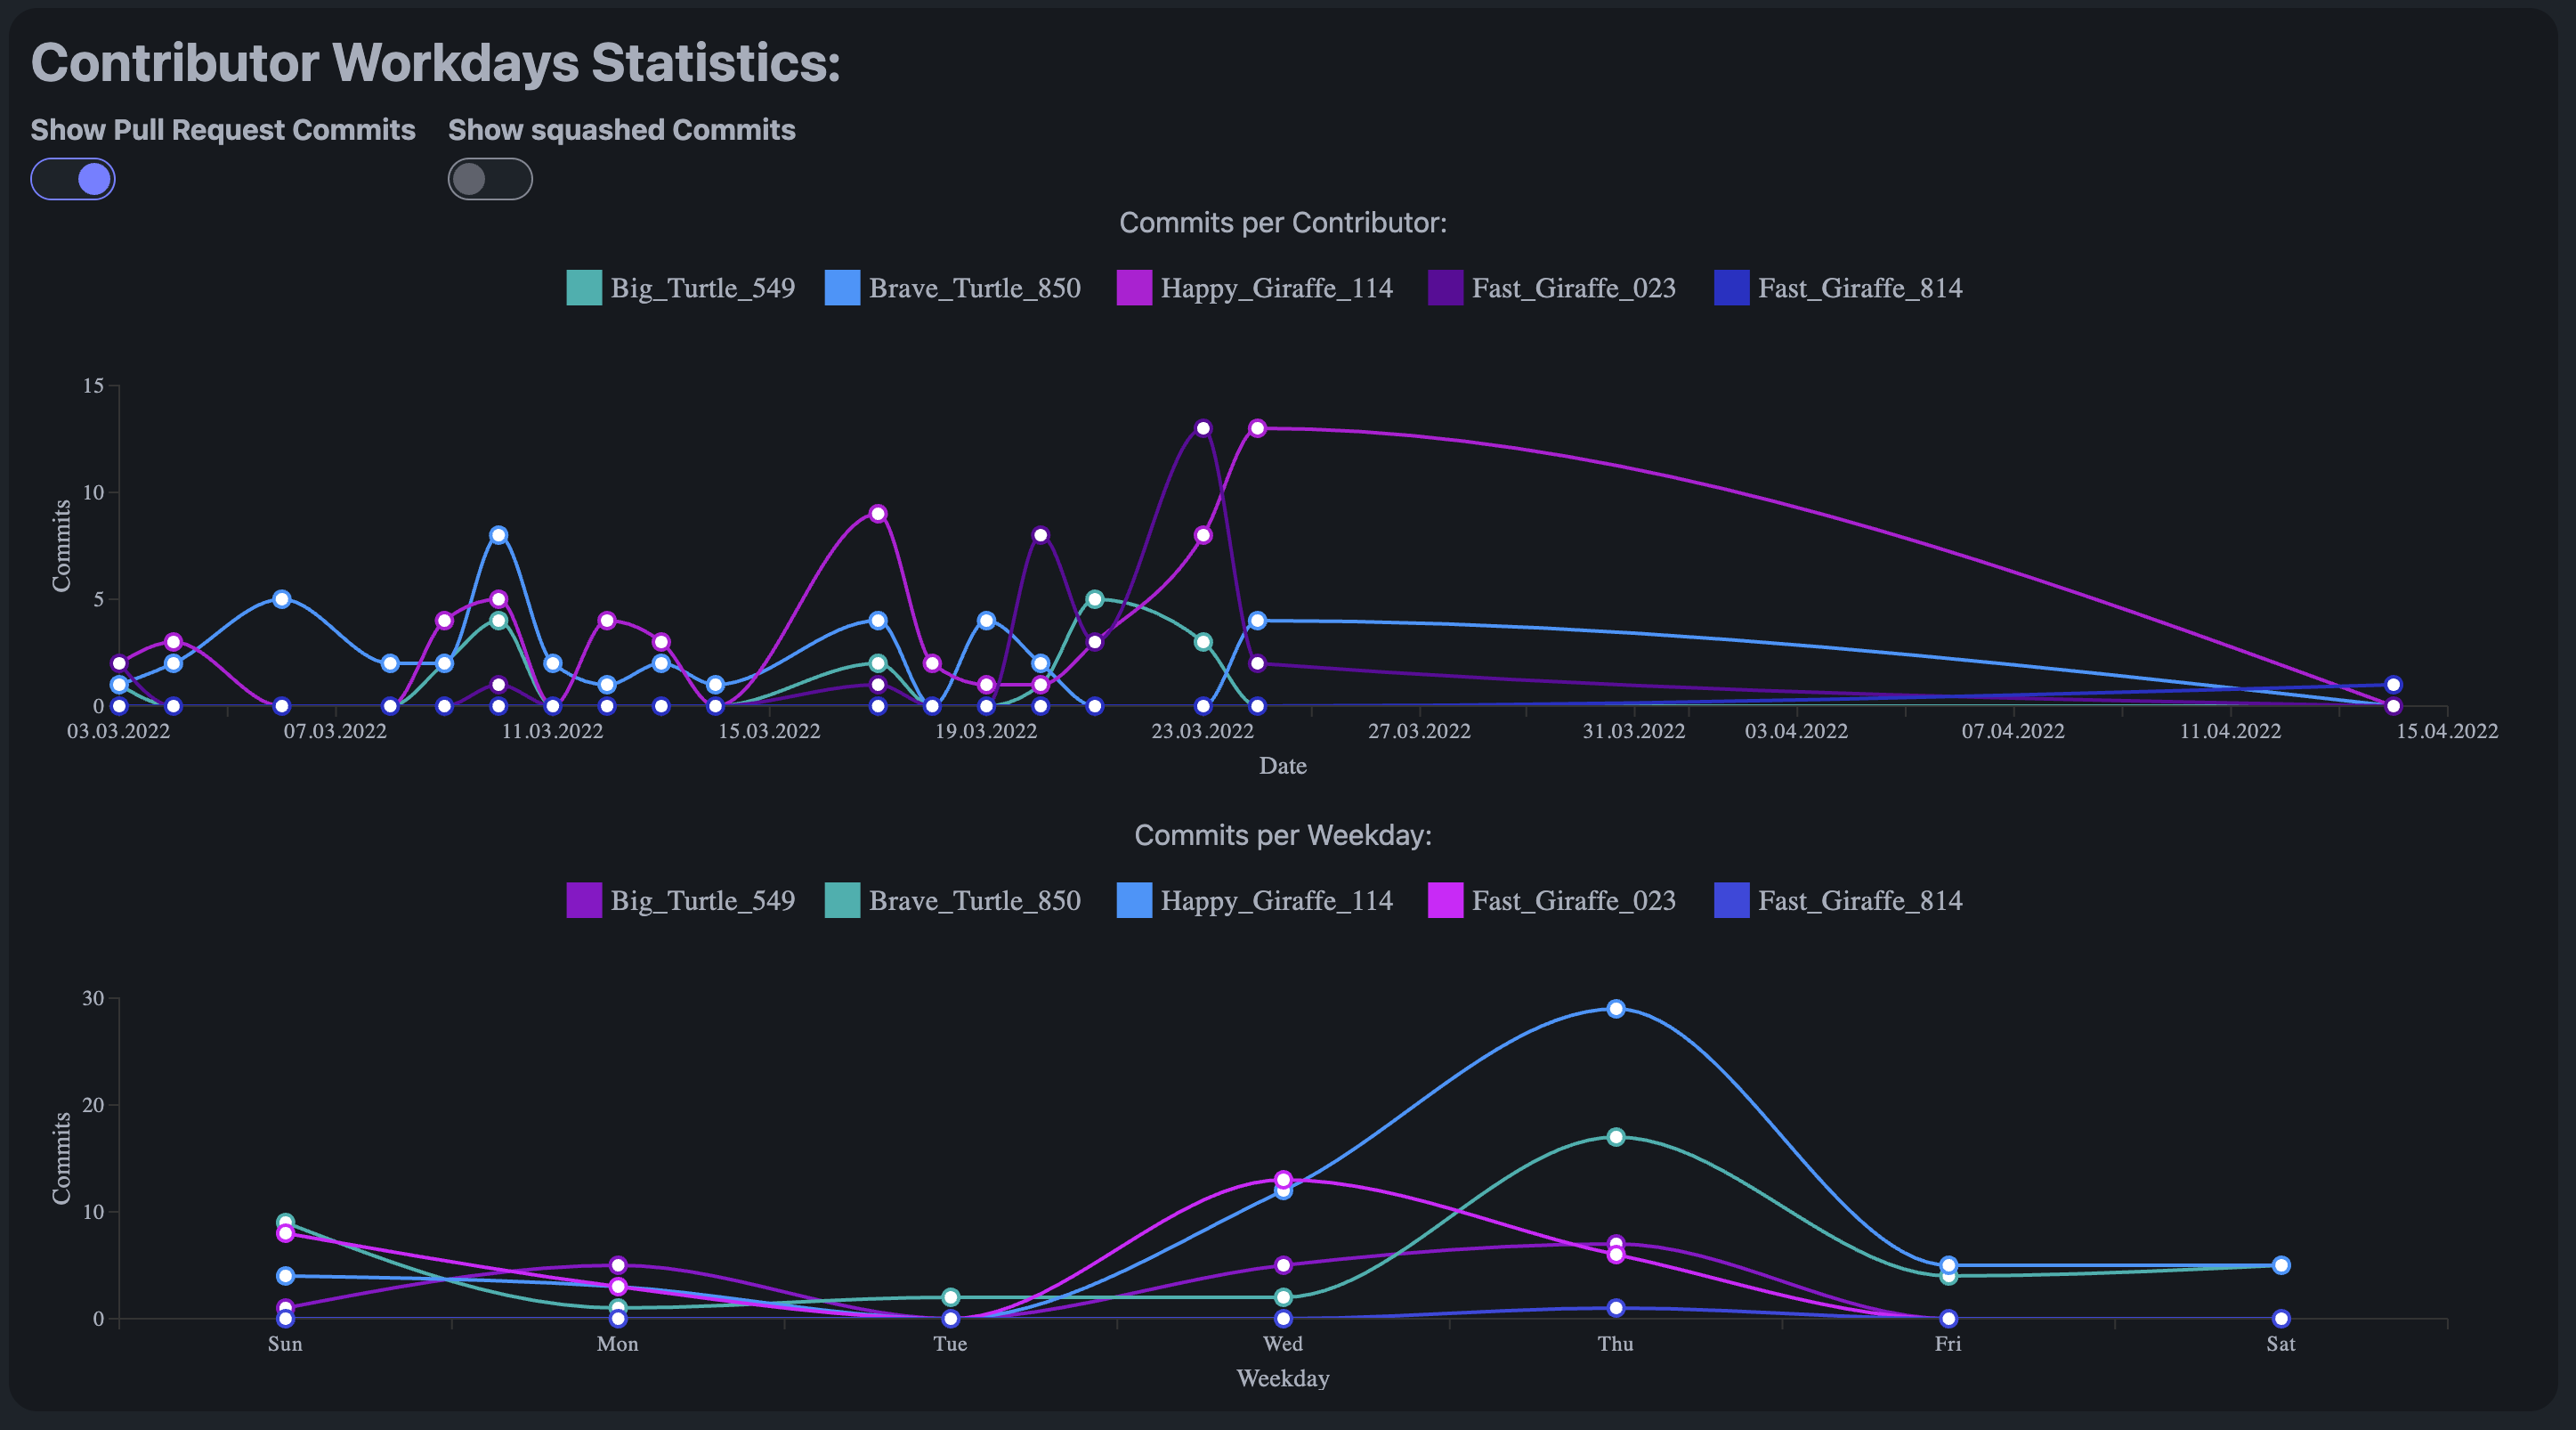 Contributor Workdays Statistics:
Show Pull Request Commits Show squashed Commits
Commits per Contributor:
Big_Turtle_549 Brave_Turtle_850 Happy_Giraffe_114 Fast_Giraffe_023 Fast_Giraffe_814
15
10
5
0
Commits
03.03.2022 07.03.2022 11.03.2022 15.03.2022 19.03.2022 23.03.2022 27.03.2022 31.03.2022 03.04.2022 07.04.2022 11.04.2022 15.04.2022
Date
Commits per Weekday:
Big_Turtle_549 Brave_Turtle_850 Happy_Giraffe_114 Fast_Giraffe_023 Fast_Giraffe_814
30
20
10
0
Commits
Sun Mon Tue Wed Thu Fri Sat
Weekday